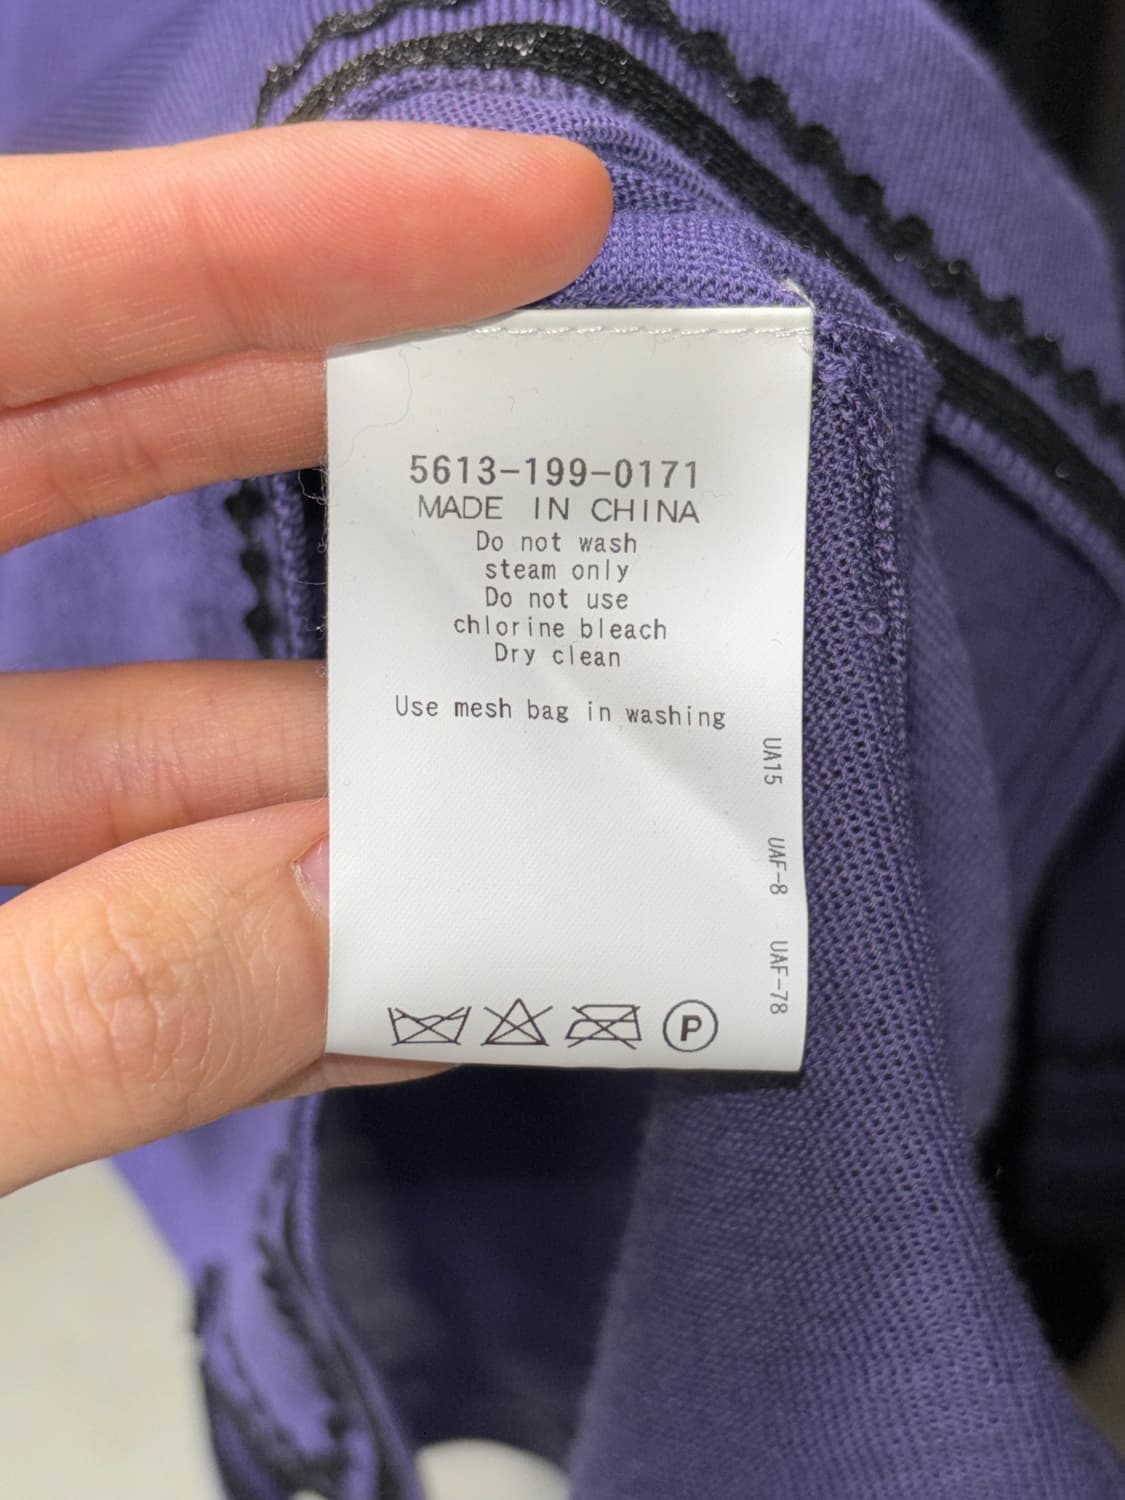 5613-199-0171
MADE IN CHINA
Do not wash
steam only
Do not use
chlorine bleach
Dry clean
Use mesh bag in washing
UA15 UAF-8 UAF-78
P